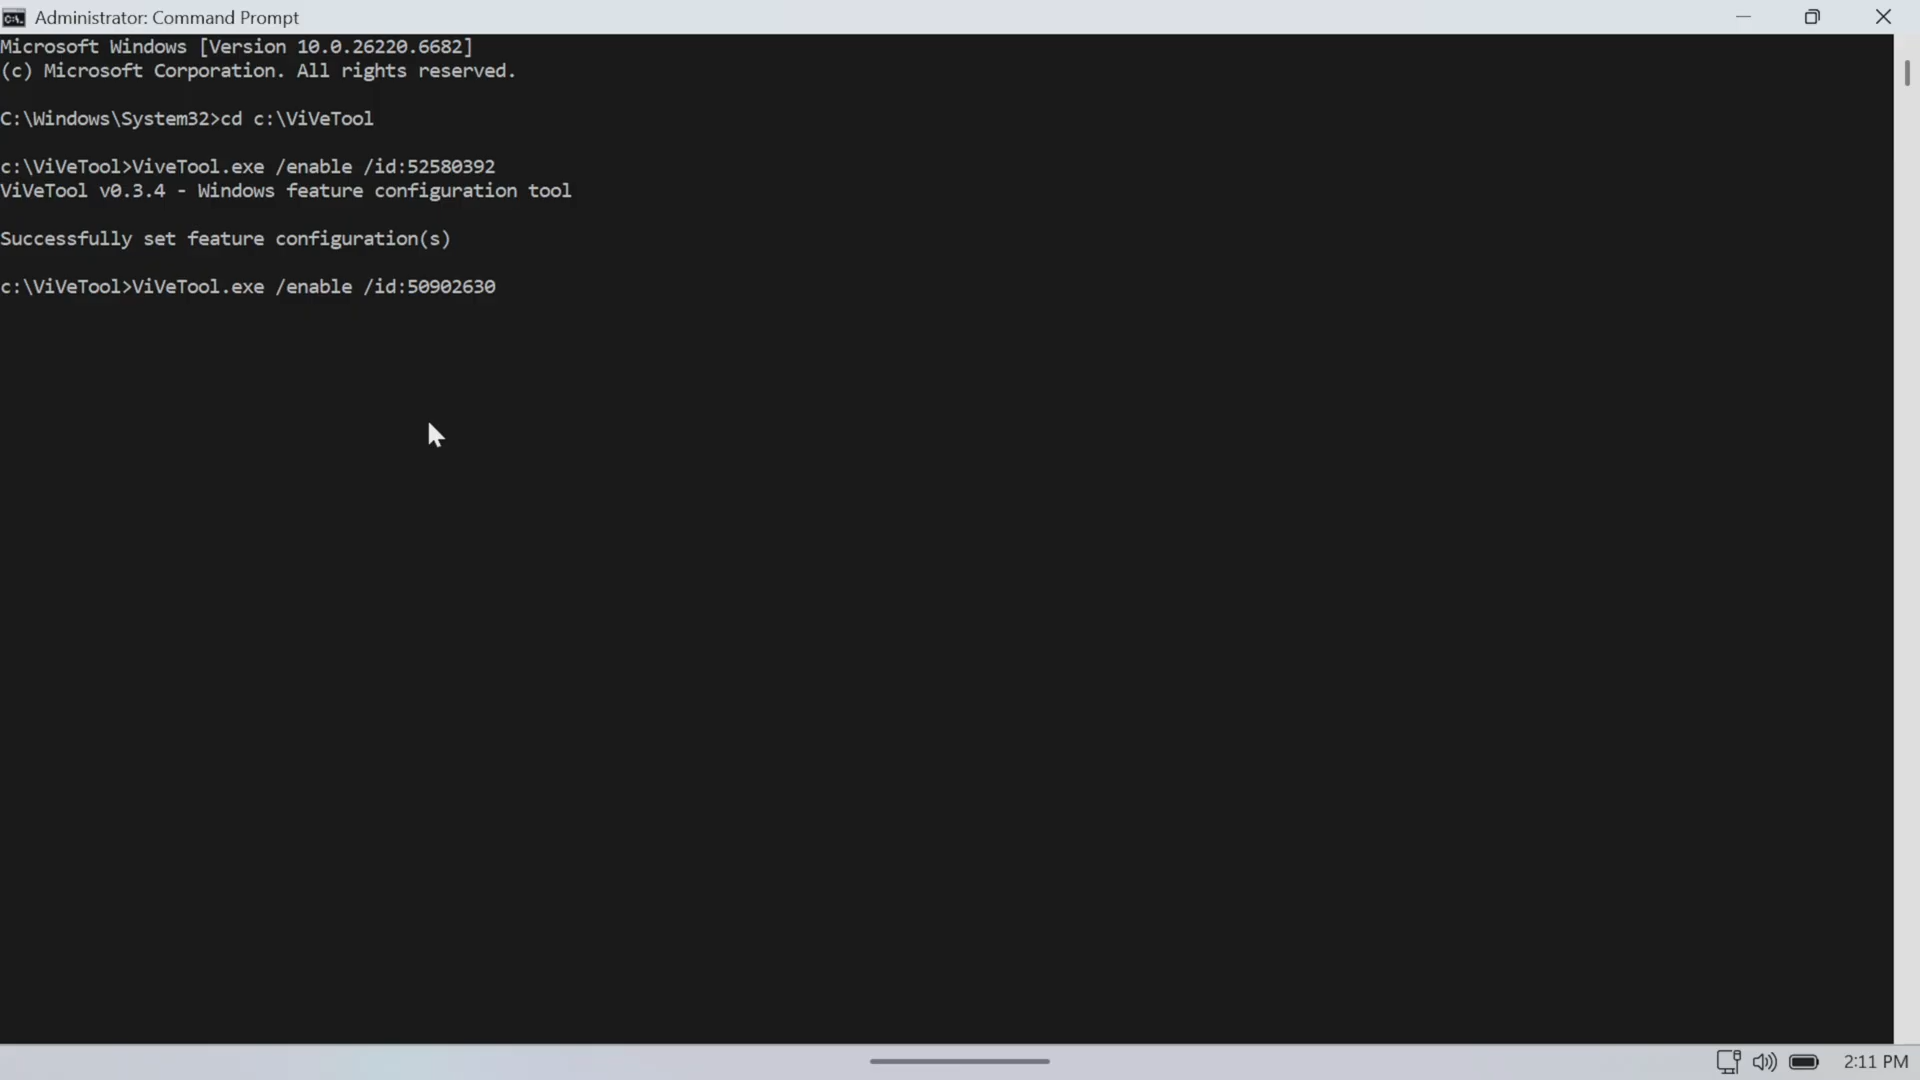 Administrator: Command Prompt
Microsoft Windows [Version 10.0.26220.6682]
(c) Microsoft Corporation. All rights reserved.
C:\Windows\System32>cd c:\ViVeTool
c:\ViVeTool>ViveTool.exe /enable /id:52580392
ViVeTool v0.3.4 - Windows feature configuration tool
Successfully set feature configuration(s)
c:\ViVeTool>ViVeTool.exe /enable /id:50902630
2:11 PM